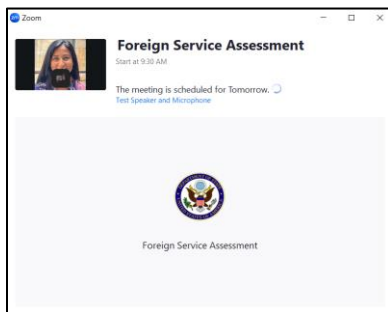 Zoom
Foreign Service Assessment
Start at 9:30 AM
The meeting is scheduled for Tomorrow.
Test Speaker and Microphone
Foreign Service Assessment